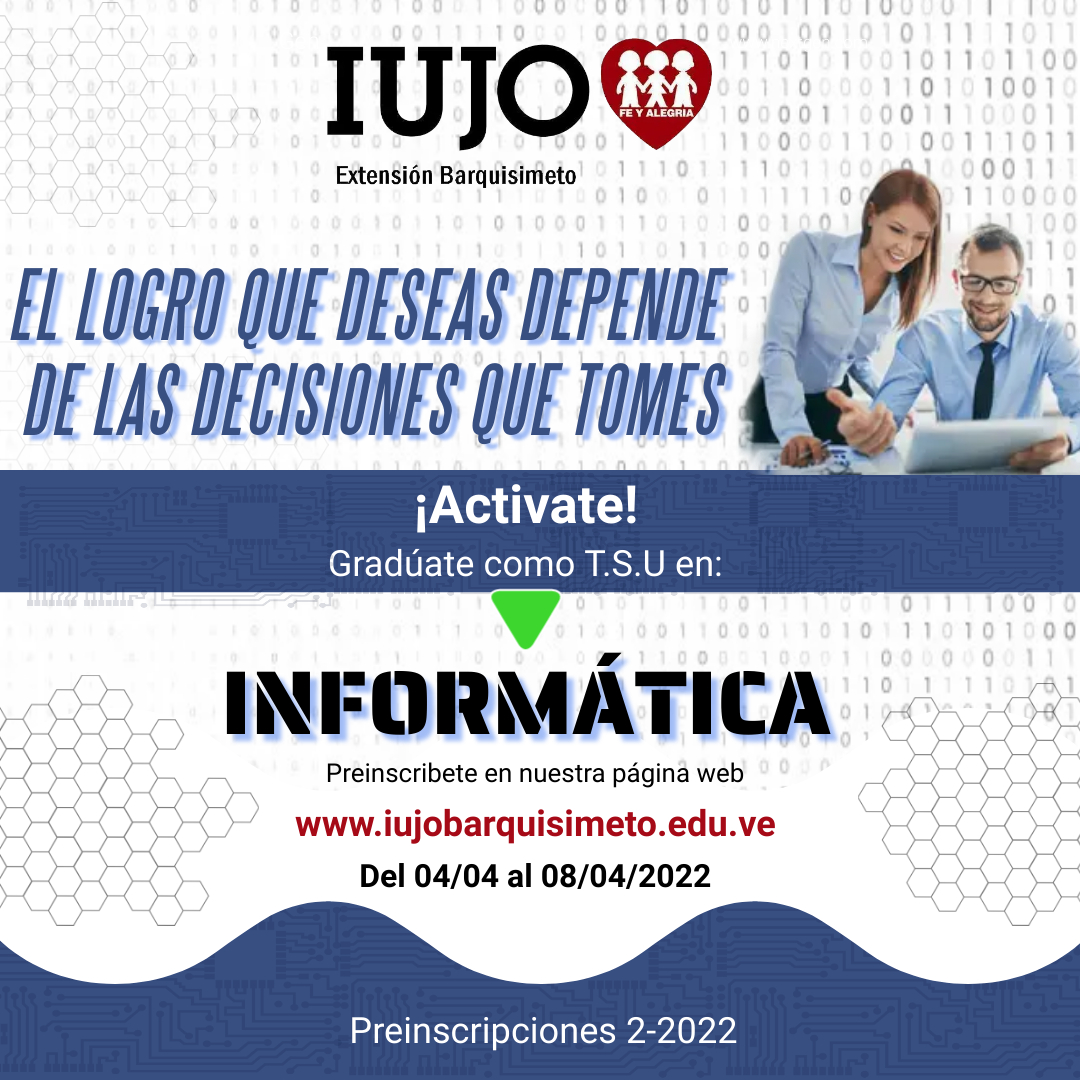 IUJO
FE Y ALEGRIA
Extensión Barquisimeto
EL LOGRO QUE DESEAS DEPENDE
DE LAS DECISIONES QUE TOMES
¡Activate!
Gradúate como T.S.U en:
INFORMÁTICA
Preinscribete en nuestra página web
www.iujobarquisimeto.edu.ve
Del 04/04 al 08/04/2022
Preinscripciones 2-2022